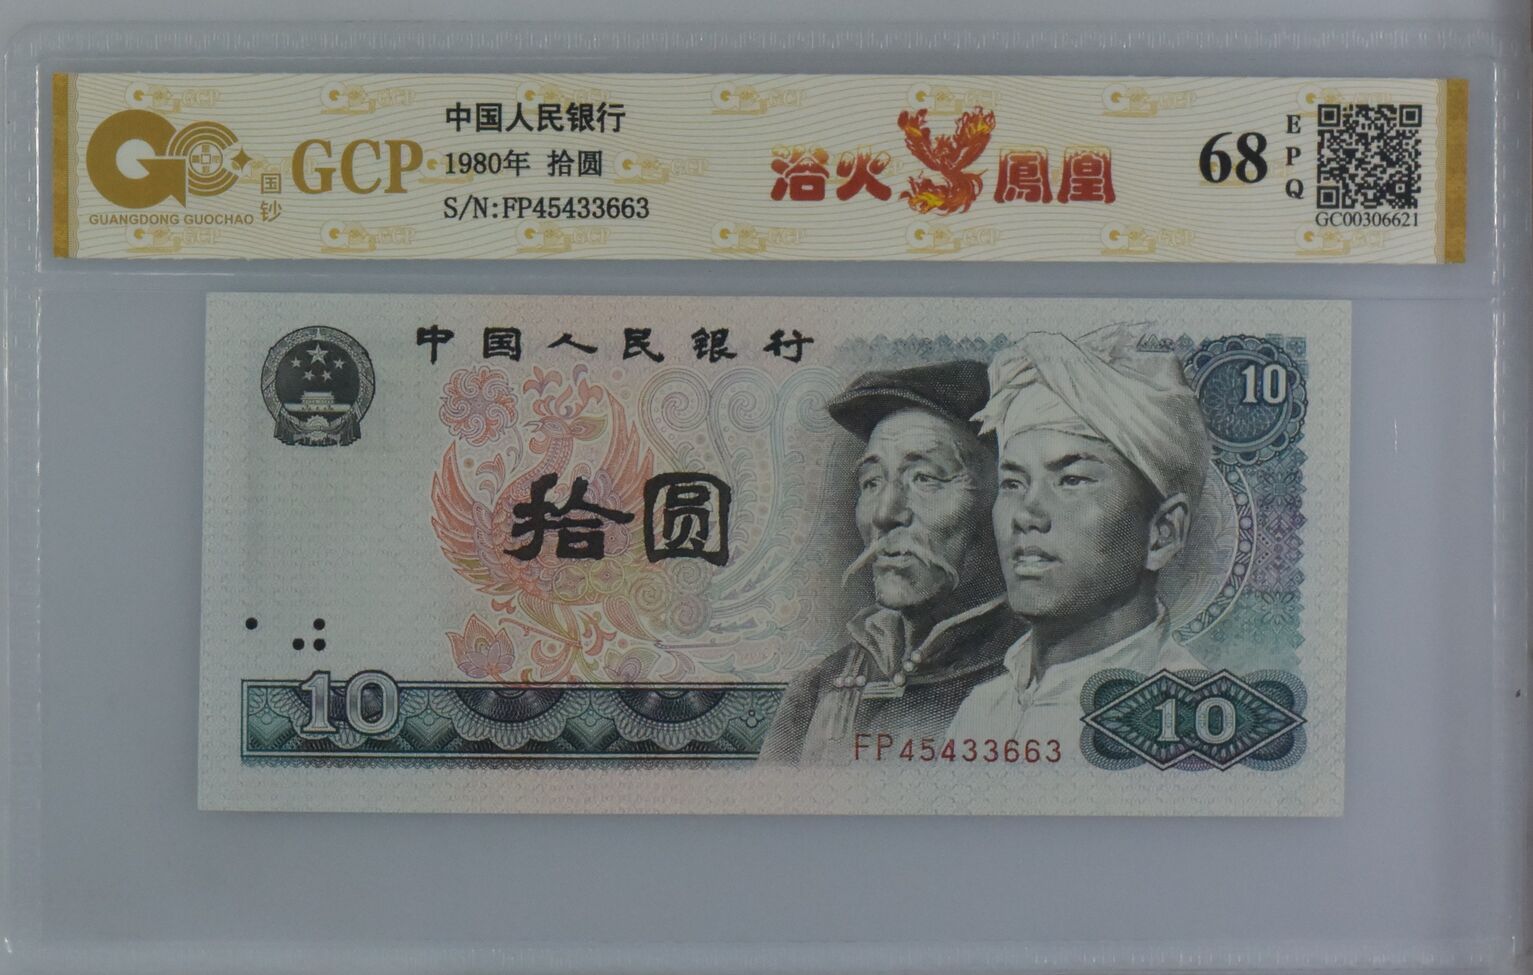 GUANGDONG GUOCHAO
国钞
GCP
中国人民银行
1980年 拾圆
S/N:FP45433663
浴火鳳凰
68
EPQ
GC00306621
中国人民银行
10
拾圆
10
FP45433663
10